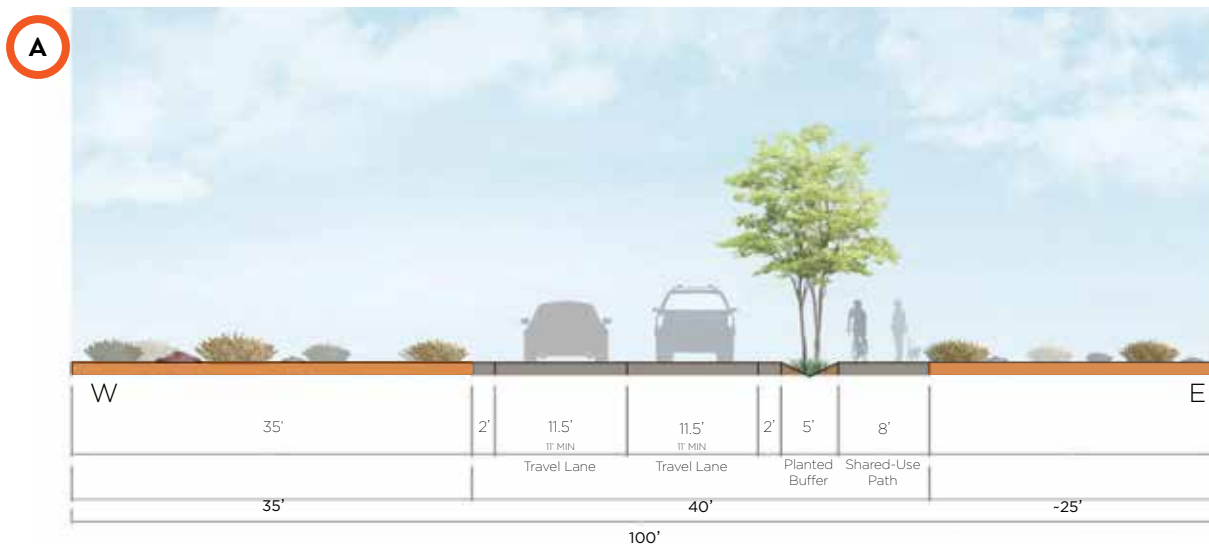 A
W
E
35'
2'
11.5'
11' MIN
11.5'
11' MIN
2'
5'
8'
Travel Lane
Travel Lane
Planted
Buffer
Shared-Use
Path
35'
40'
~25'
100'